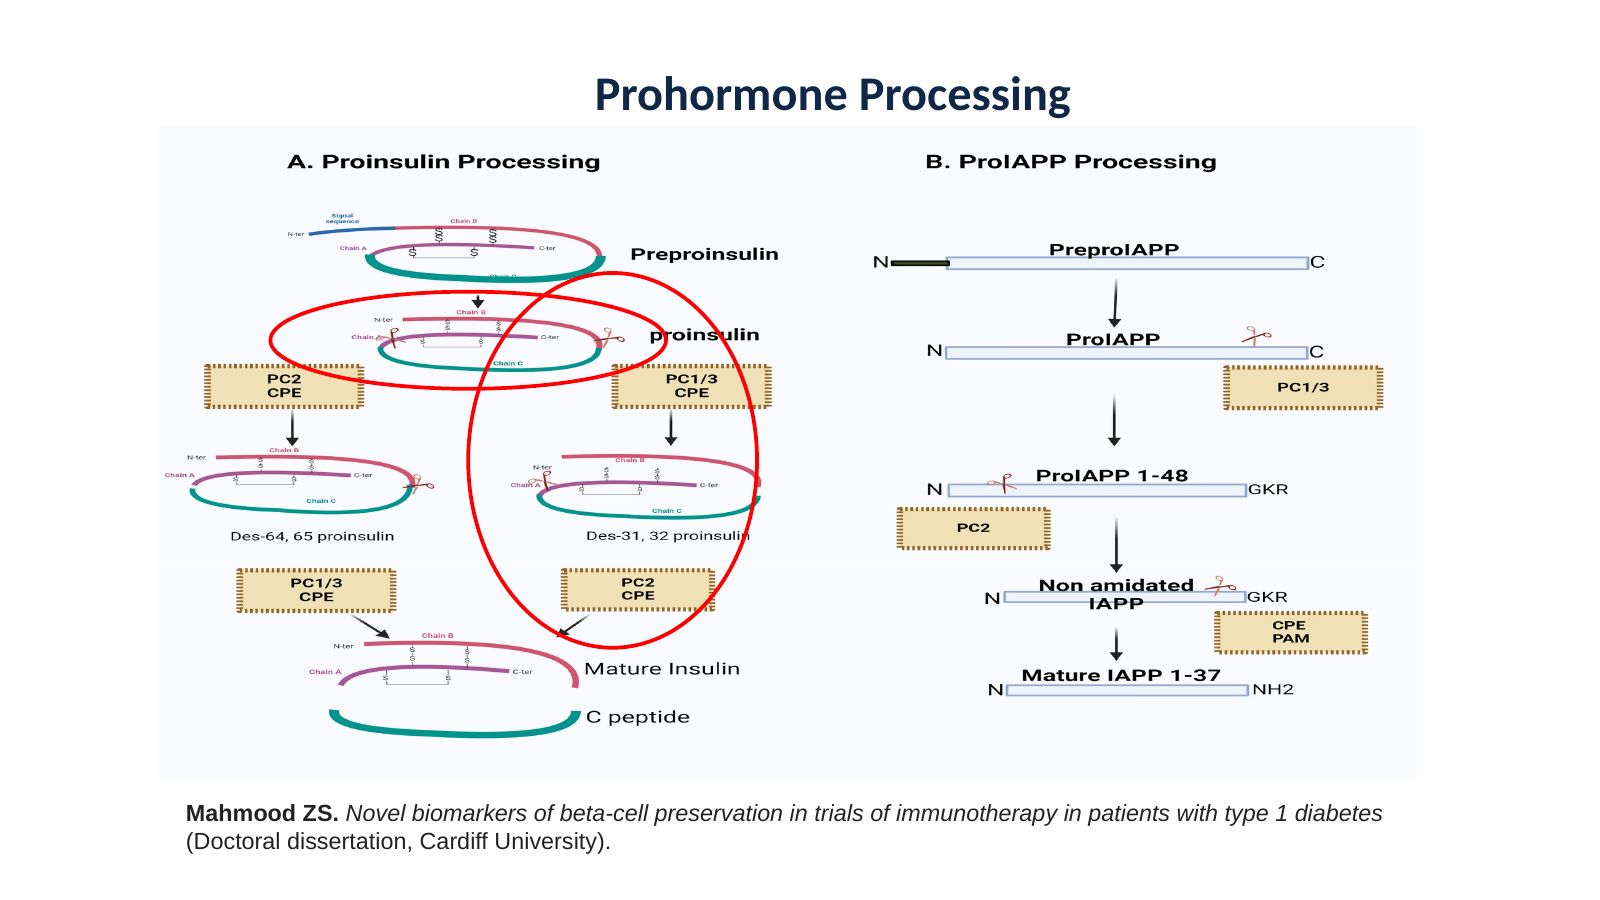 Prohormone Processing
A. Proinsulin Processing
Signal
sequence
Chain B
N-ter
S
S
S
S
S
S
Chain A
S
S
C-ter
Chain C
Preproinsulin
Chain B
N-ter
S
S
S
S
S
S
Chain A
S
S
C-ter
Chain C
proinsulin
PC2
CPE
PC1/3
CPE
Chain B
N-ter
S
S
S
S
Chain A
S
S
C-ter
Chain C
Des-64, 65 proinsulin
Chain B
N-ter
S
S
S
S
Chain A
S
S
C-ter
Chain C
Des-31, 32 proinsulin
PC1/3
CPE
PC2
CPE
Chain B
N-ter
S
S
S
S
Chain A
S
S
C-ter
Mature Insulin
C peptide
B. ProIAPP Processing
PreproIAPP
N
C
ProIAPP
N
C
PC1/3
ProIAPP 1-48
N
GKR
PC2
Non amidated
IAPP
N
GKR
CPE
PAM
Mature IAPP 1-37
N
NH2
Mahmood ZS. Novel biomarkers of beta-cell preservation in trials of immunotherapy in patients with type 1 diabetes
(Doctoral dissertation, Cardiff University).